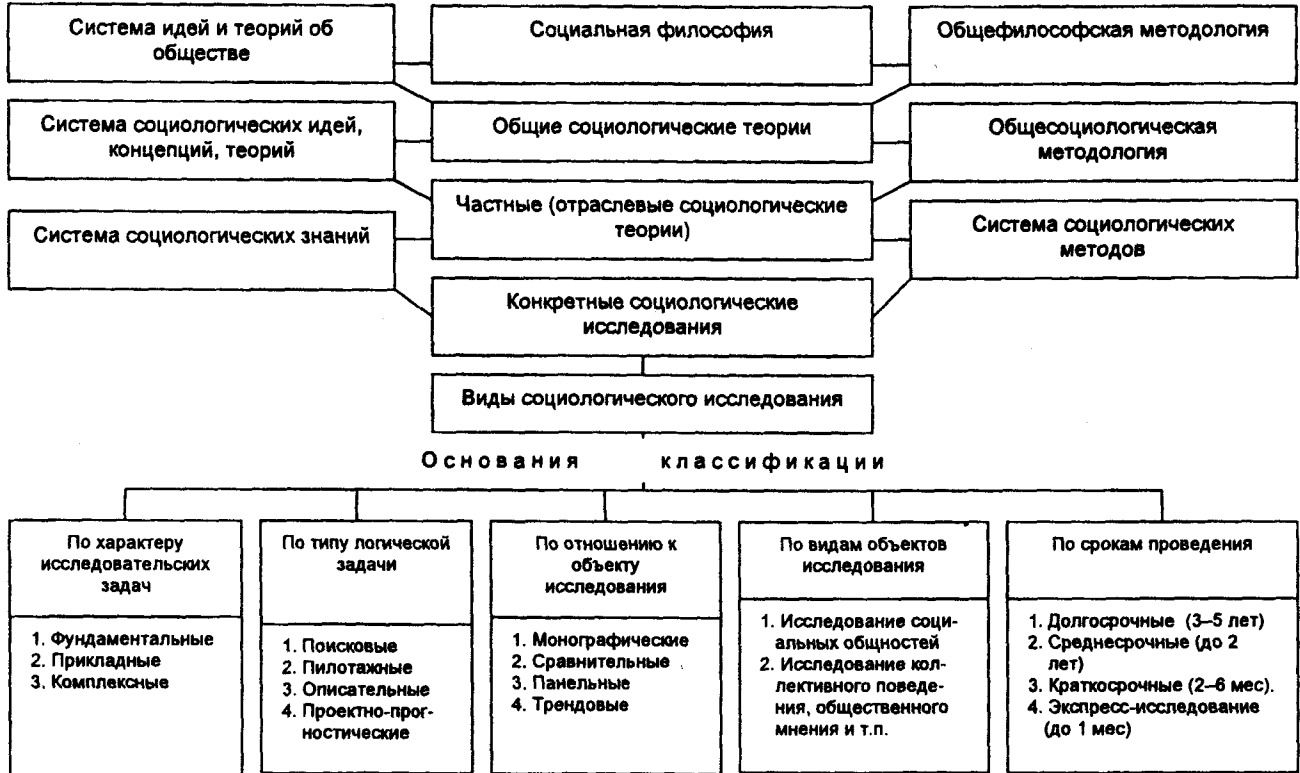 Система идей и теорий об
обществе
Социальная философия
Общефилософская методология
Система социологических идей,
концепций, теорий
Общие социологические теории
Общесоциологическая
методология
Частные (отраслевые социологические
теории)
Система социологических знаний
Система социологических
методов
Конкретные социологические
исследования
Виды социологического исследования
Основания классификации
По характеру
исследовательских
задач
1. Фундаментальные
2. Прикладные
3. Комплексные
По типу логической
задачи
1. Поисковые
2. Пилотажные
3. Описательные
4. Проектно-прог-
ностические
По отношению к
объекту
исследования
1. Монографические
2. Сравнительные
3. Панельные
4. Трендовые
По видам объектов
исследования
1. Исследование соци-
альных общностей
2. Исследование кол-
лективного поведе-
ния, общественного
мнения и т.п.
По срокам проведения
1. Долгосрочные (3–5 лет)
2. Среднесрочные (до 2
лет)
3. Краткосрочные (2–6 мес).
4. Экспресс-исследование
(до 1 мес)